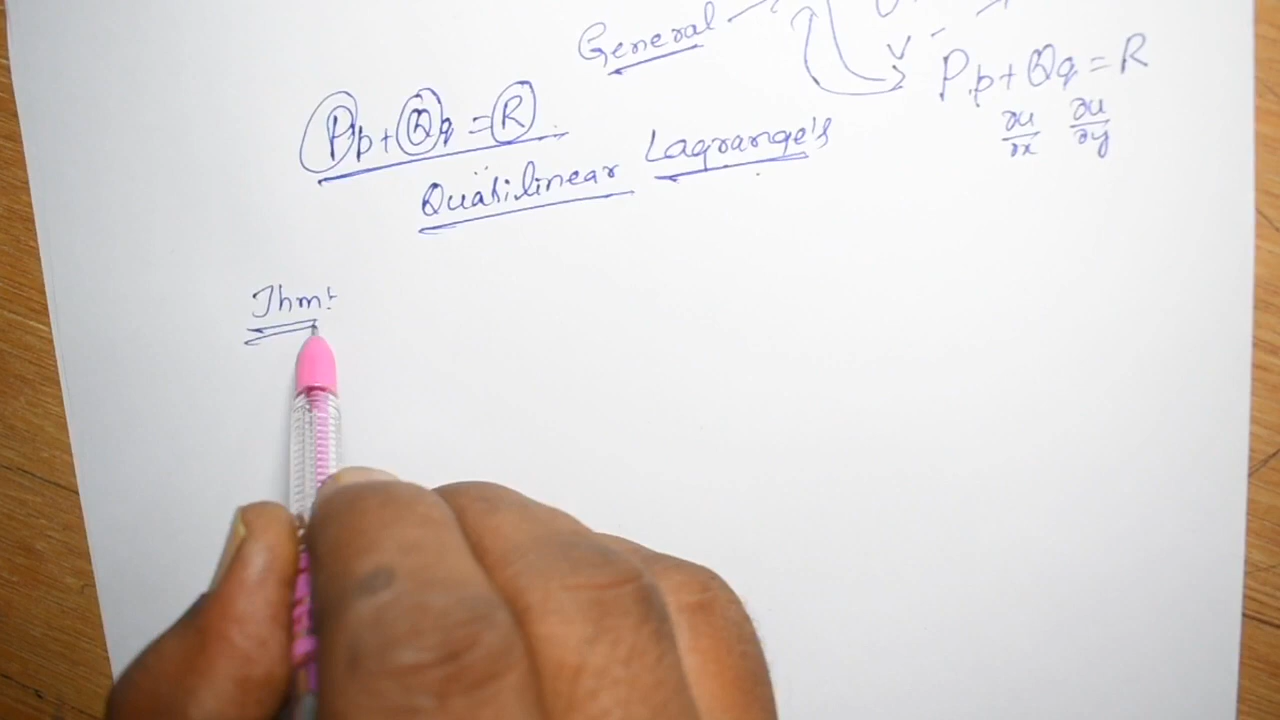 General
Pp + Qq = R
∂u/∂x ∂u/∂y
Pp + Qq = R
Quasilinear Lagrange's
Thm: